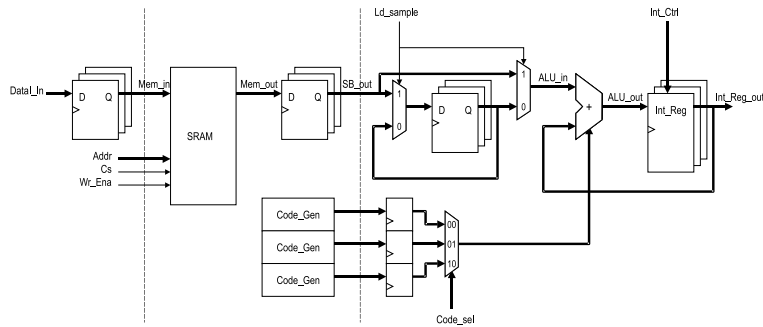 Ld_sample
Int_Ctrl
DataI_In
D Q
Mem_in
SRAM
Mem_out
D Q
SB_out
1
0
D Q
1
0
ALU_in
+
ALU_out
Int_Reg
Int_Reg_out
Addr
Cs
Wr_Ena
Code_Gen
Code_Gen
Code_Gen
00
01
10
Code_sel